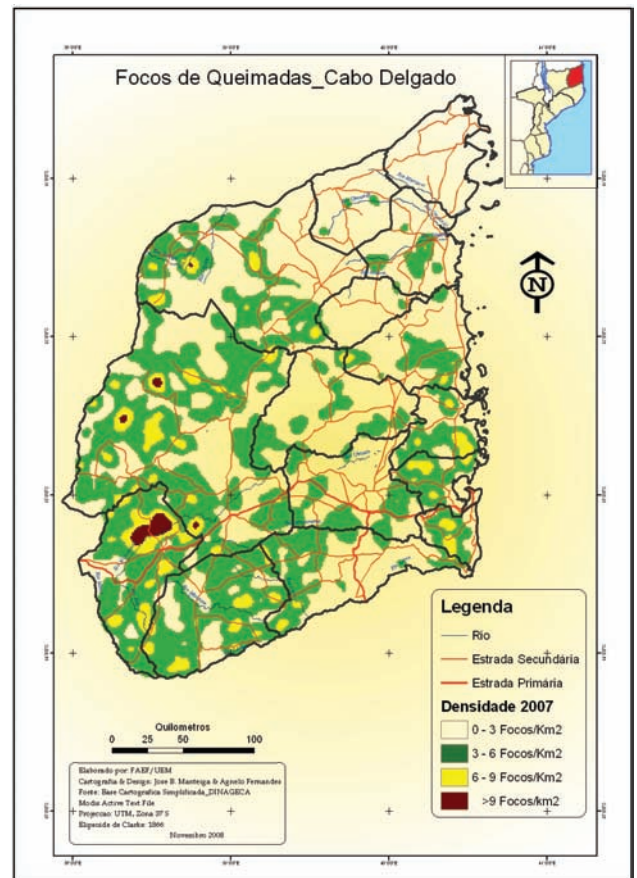 Focos de Queimadas_Cabo Delgado
N
Legenda
Rio
Estrada Secundária
Estrada Primária
Densidade 2007
0 - 3 Focos/Km2
3 - 6 Focos/Km2
6 - 9 Focos/Km2
>9 Focos/km2
Quilometros
0 25 50 100
Elaborado por: FAEF/UEM
Cartografia & Design: Jose B. Manteiga & Agnelo Fernandes
Fonte: Base Cartografica Simplificada_DINAGECA
Modis Active Text File
Projeccao: UTM, Zona 37 S
Elipsoide de Clarke: 1866
Novembro 2008